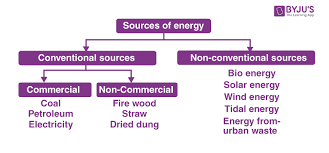 BYJU'S
The Learning App
Sources of energy
Conventional sources
Non-conventional sources
Commercial
Non-Commercial
Coal
Petroleum
Electricity
Fire wood
Straw
Dried dung
Bio energy
Solar energy
Wind energy
Tidal energy
Energy from-
urban waste